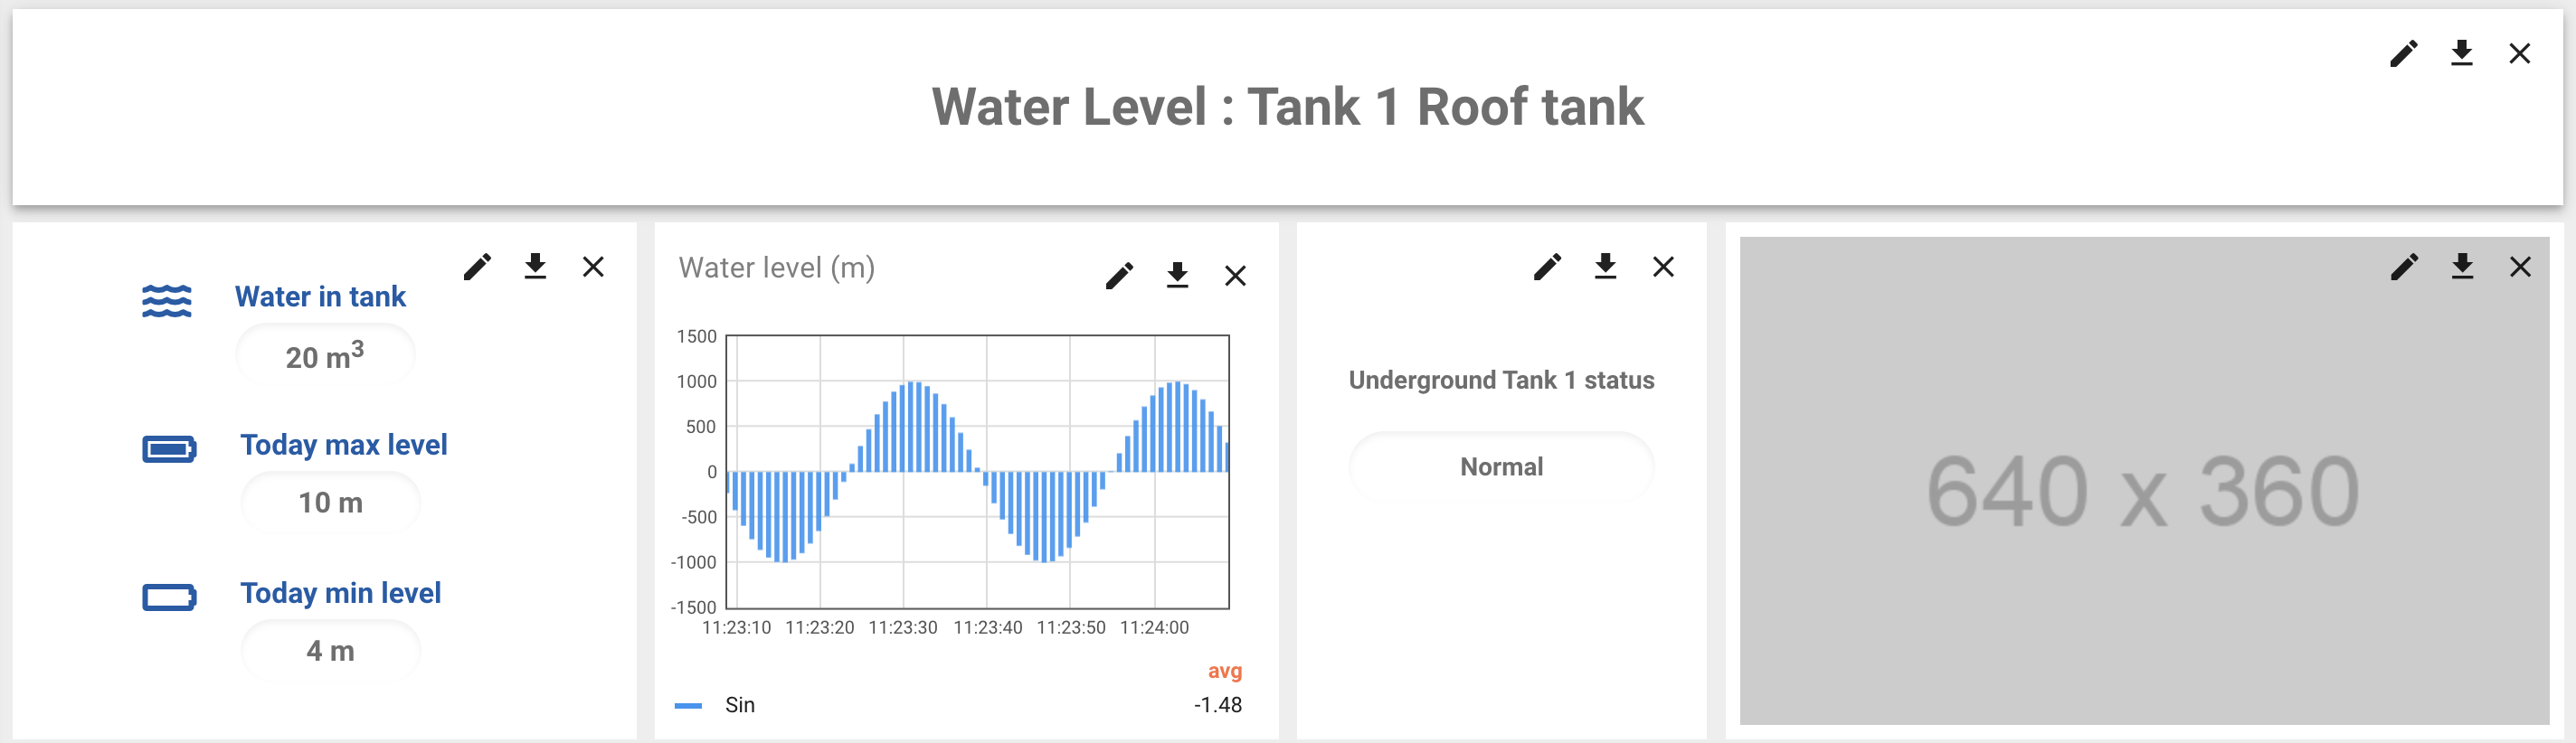 Water Level : Tank 1 Roof tank
Water in tank
20 m³
Today max level
10 m
Today min level
4 m
Water level (m)
1500
1000
500
0
-500
-1000
-1500
11:23:10 11:23:20 11:23:30 11:23:40 11:23:50 11:24:00
avg
Sin -1.48
Underground Tank 1 status
Normal
640 x 360